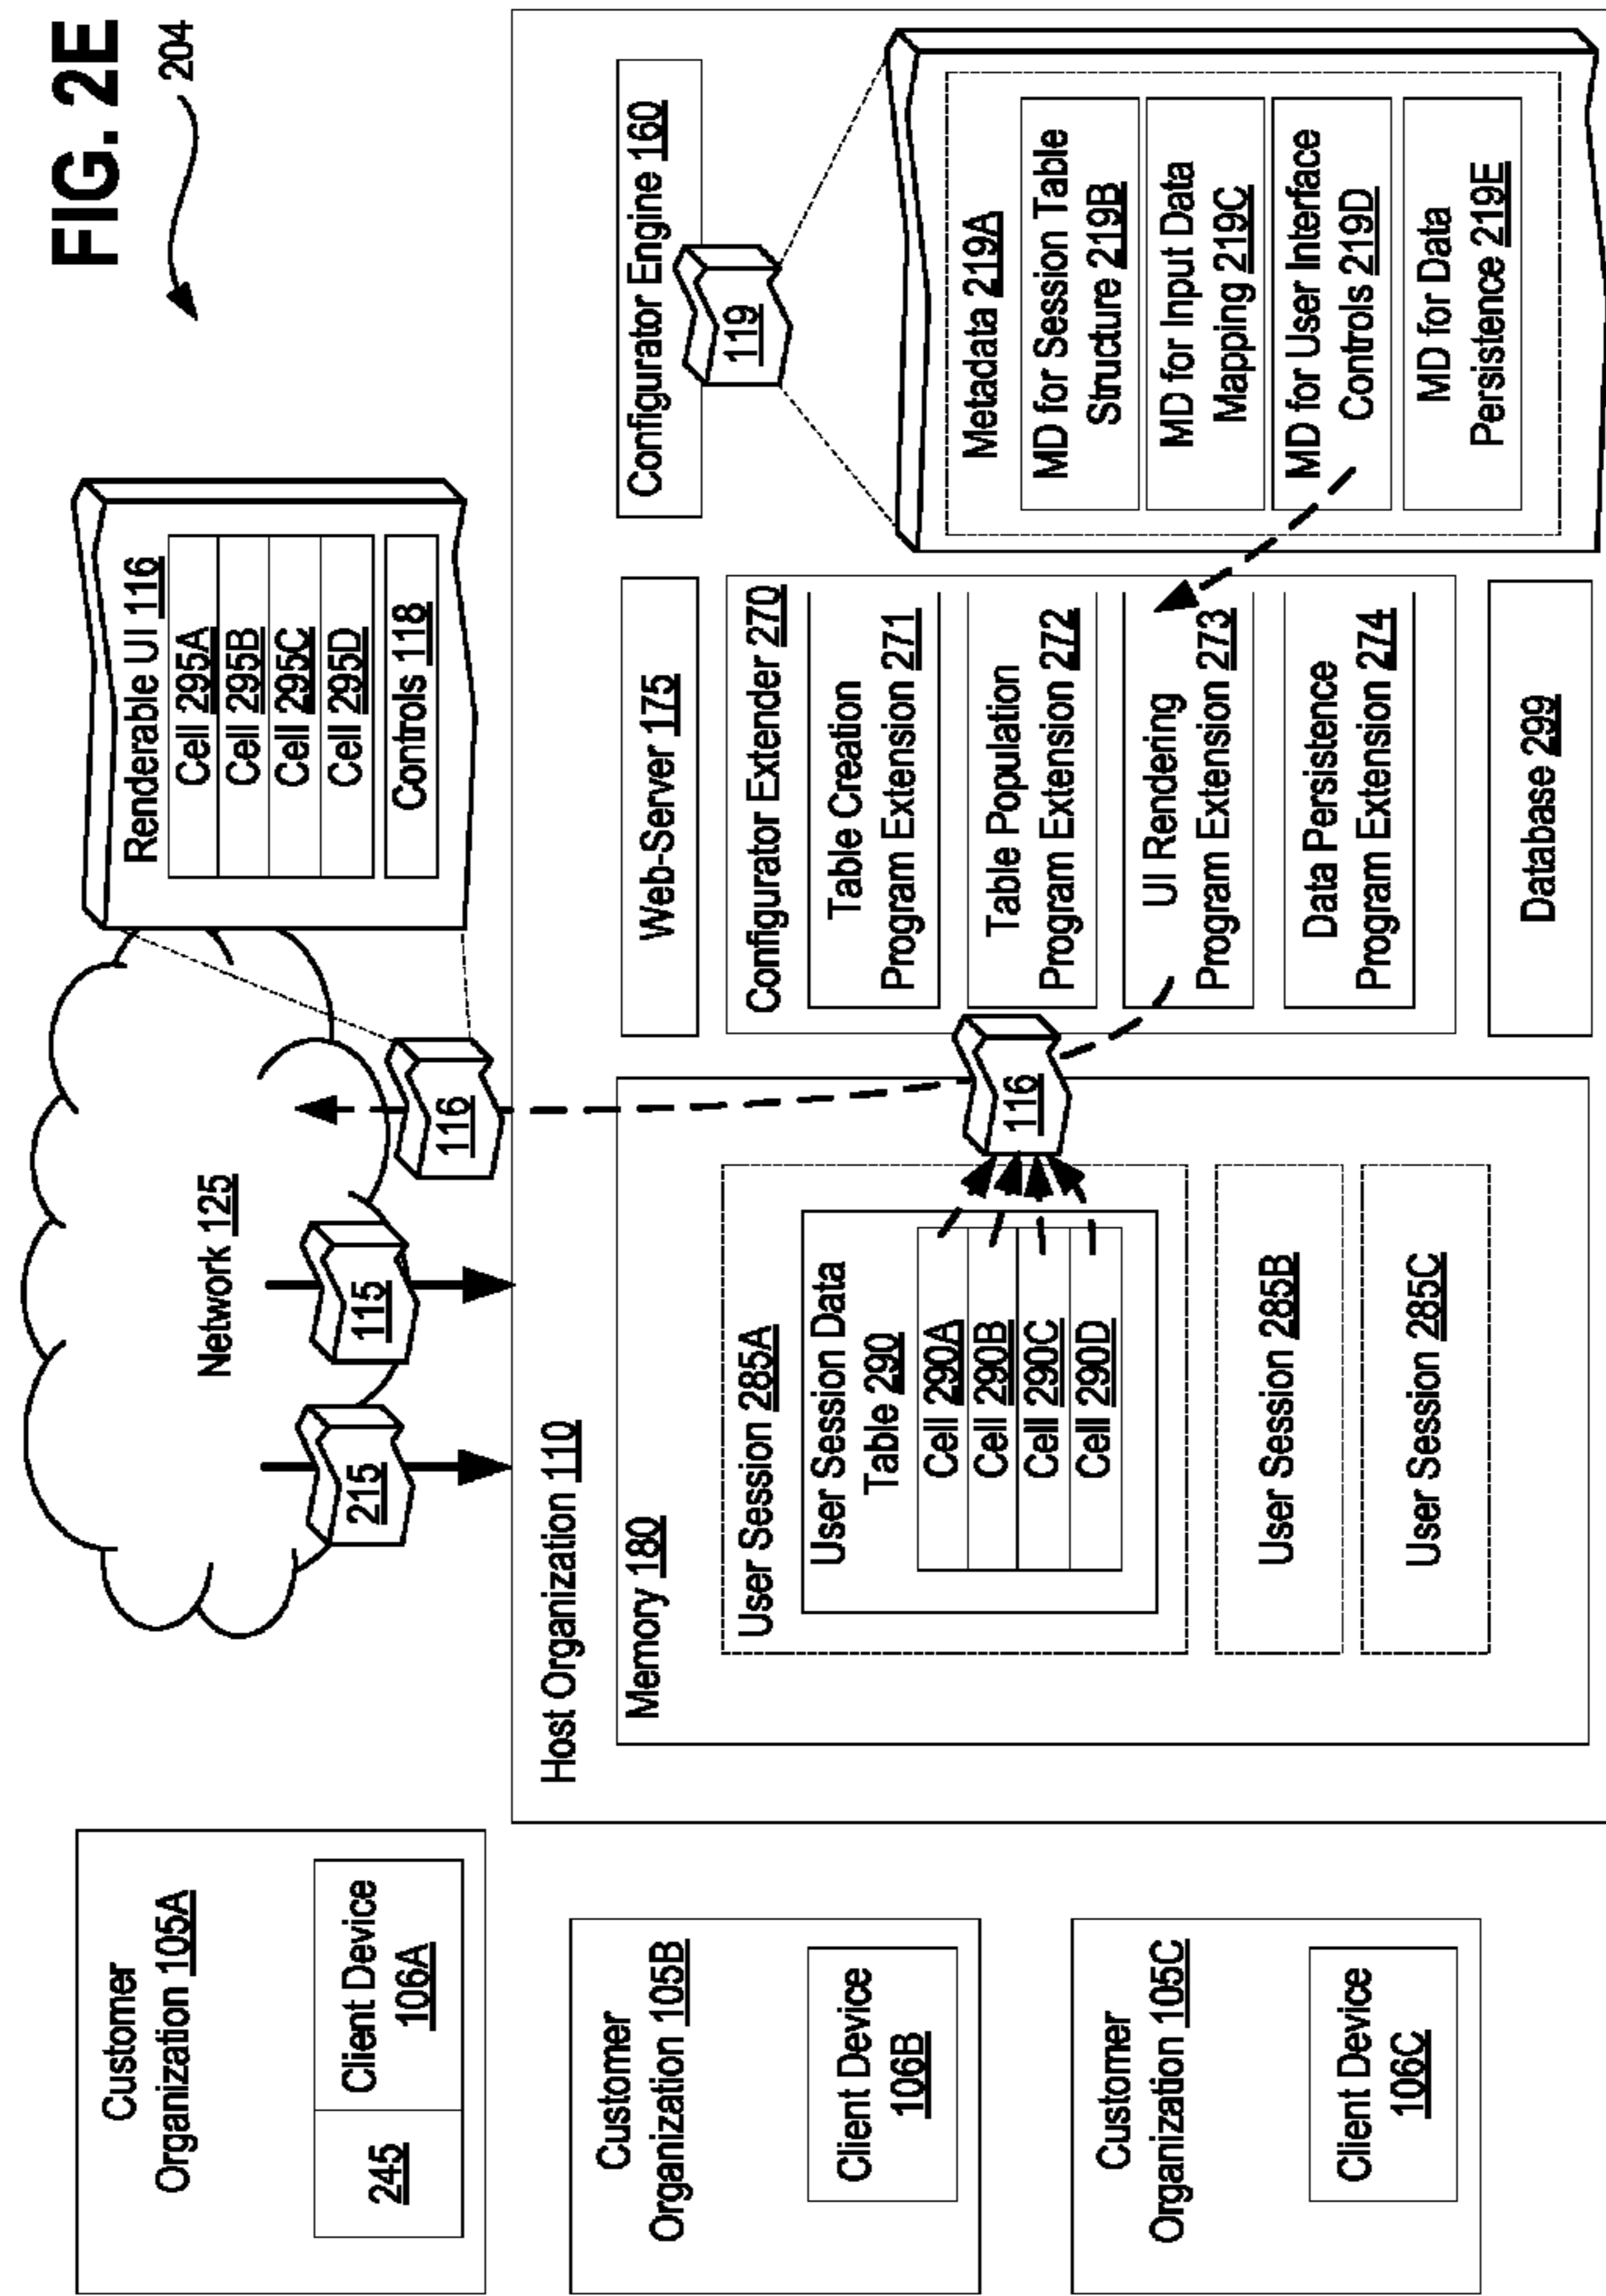 FIG. 2E
204
Customer
Organization 105A
245
Client Device
106A
Customer
Organization 105B
Client Device
106B
Customer
Organization 105C
Client Device
106C
Network 125
215
115
116
Renderable UI 116
Cell 295A
Cell 295B
Cell 295C
Cell 295D
Controls 118
Host Organization 110
Memory 180
User Session 285A
User Session Data
Table 290
Cell 290A
Cell 290B
Cell 290C
Cell 290D
116
User Session 285B
User Session 285C
Web-Server 175
Configurator Extender 270
Table Creation
Program Extension 271
Table Population
Program Extension 272
UI Rendering
Program Extension 273
Data Persistence
Program Extension 274
Database 299
Configurator Engine 160
119
Metadata 219A
MD for Session Table
Structure 219B
MD for Input Data
Mapping 219C
MD for User Interface
Controls 219D
MD for Data
Persistence 219E